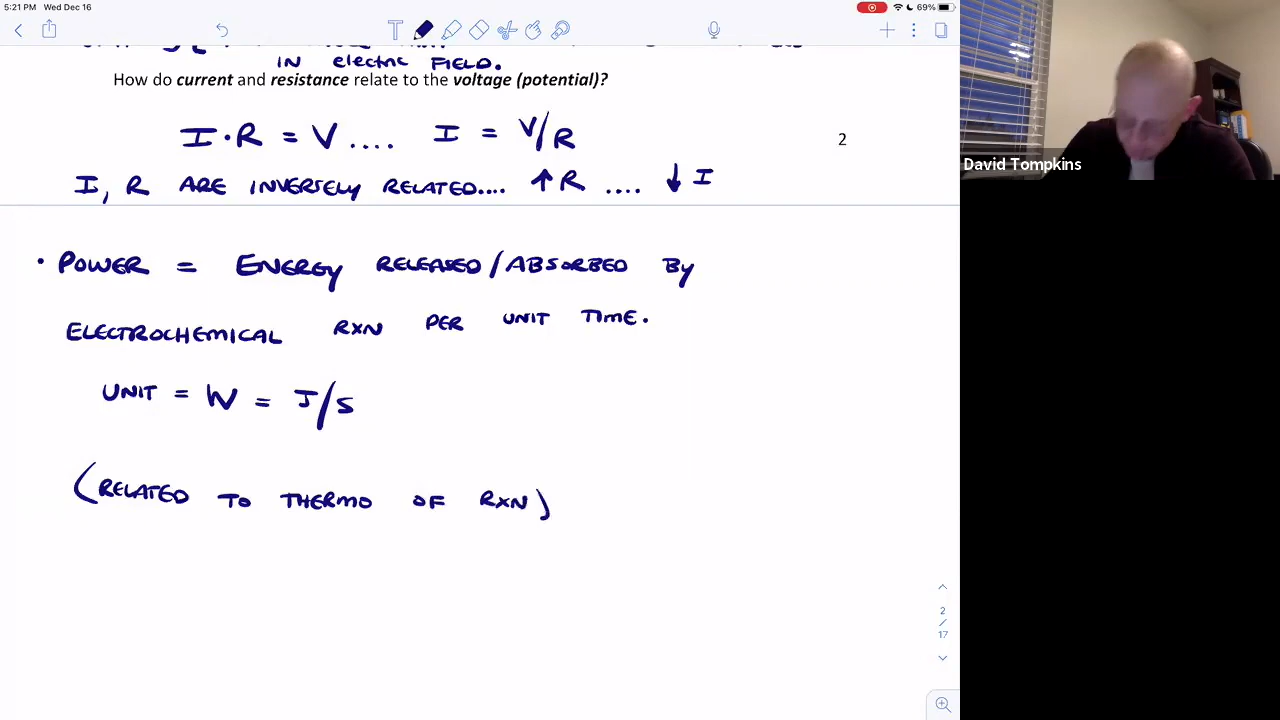 5:21 PM Wed Dec 16
69%
IN electric FIELD.
How do current and resistance relate to the voltage (potential)?
I · R = V .... I = V/R
2
I, R ARE INVERSELY RELATED.... ↑ R .... ↓ I
David Tompkins
• POWER = ENERGY RELEASED/ABSORBED BY
ELECTROCHEMICAL RXN PER UNIT TIME.
UNIT = W = J/S
(RELATED TO THERMO OF RXN)
2
/
17